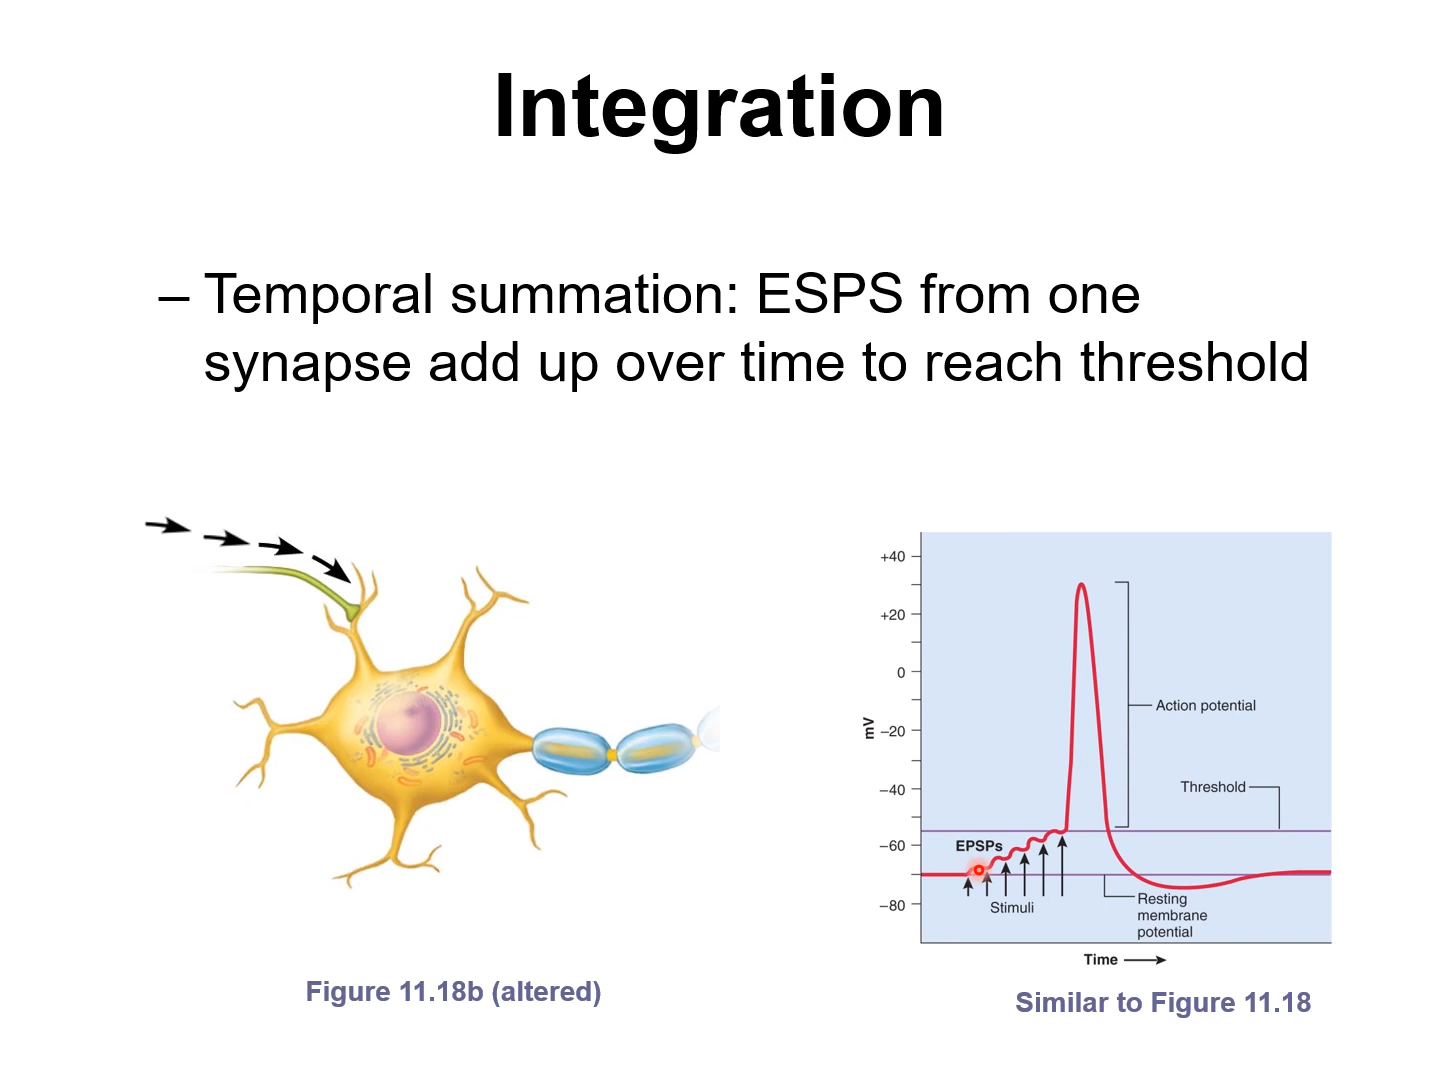 Integration
– Temporal summation: ESPS from one
synapse add up over time to reach threshold
+40
+20
0
–20
–40
–60
–80
mV
Action potential
Threshold
EPSPs
Stimuli
Resting
membrane
potential
Time
Figure 11.18b (altered)
Similar to Figure 11.18